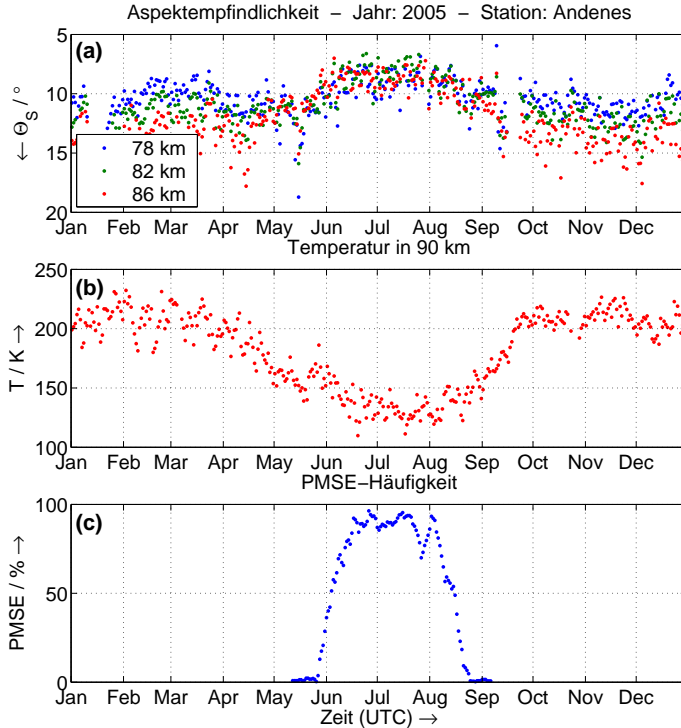 Aspektempfindlichkeit − Jahr: 2005 − Station: Andenes
(a)
← Θ_S / °
5
10
15
20
78 km
82 km
86 km
Jan Feb Mar Apr May Jun Jul Aug Sep Oct Nov Dec
Temperatur in 90 km
(b)
T / K →
250
200
150
100
Jan Feb Mar Apr May Jun Jul Aug Sep Oct Nov Dec
PMSE−Häufigkeit
(c)
PMSE / % →
100
50
0
Jan Feb Mar Apr May Jun Jul Aug Sep Oct Nov Dec
Zeit (UTC) →